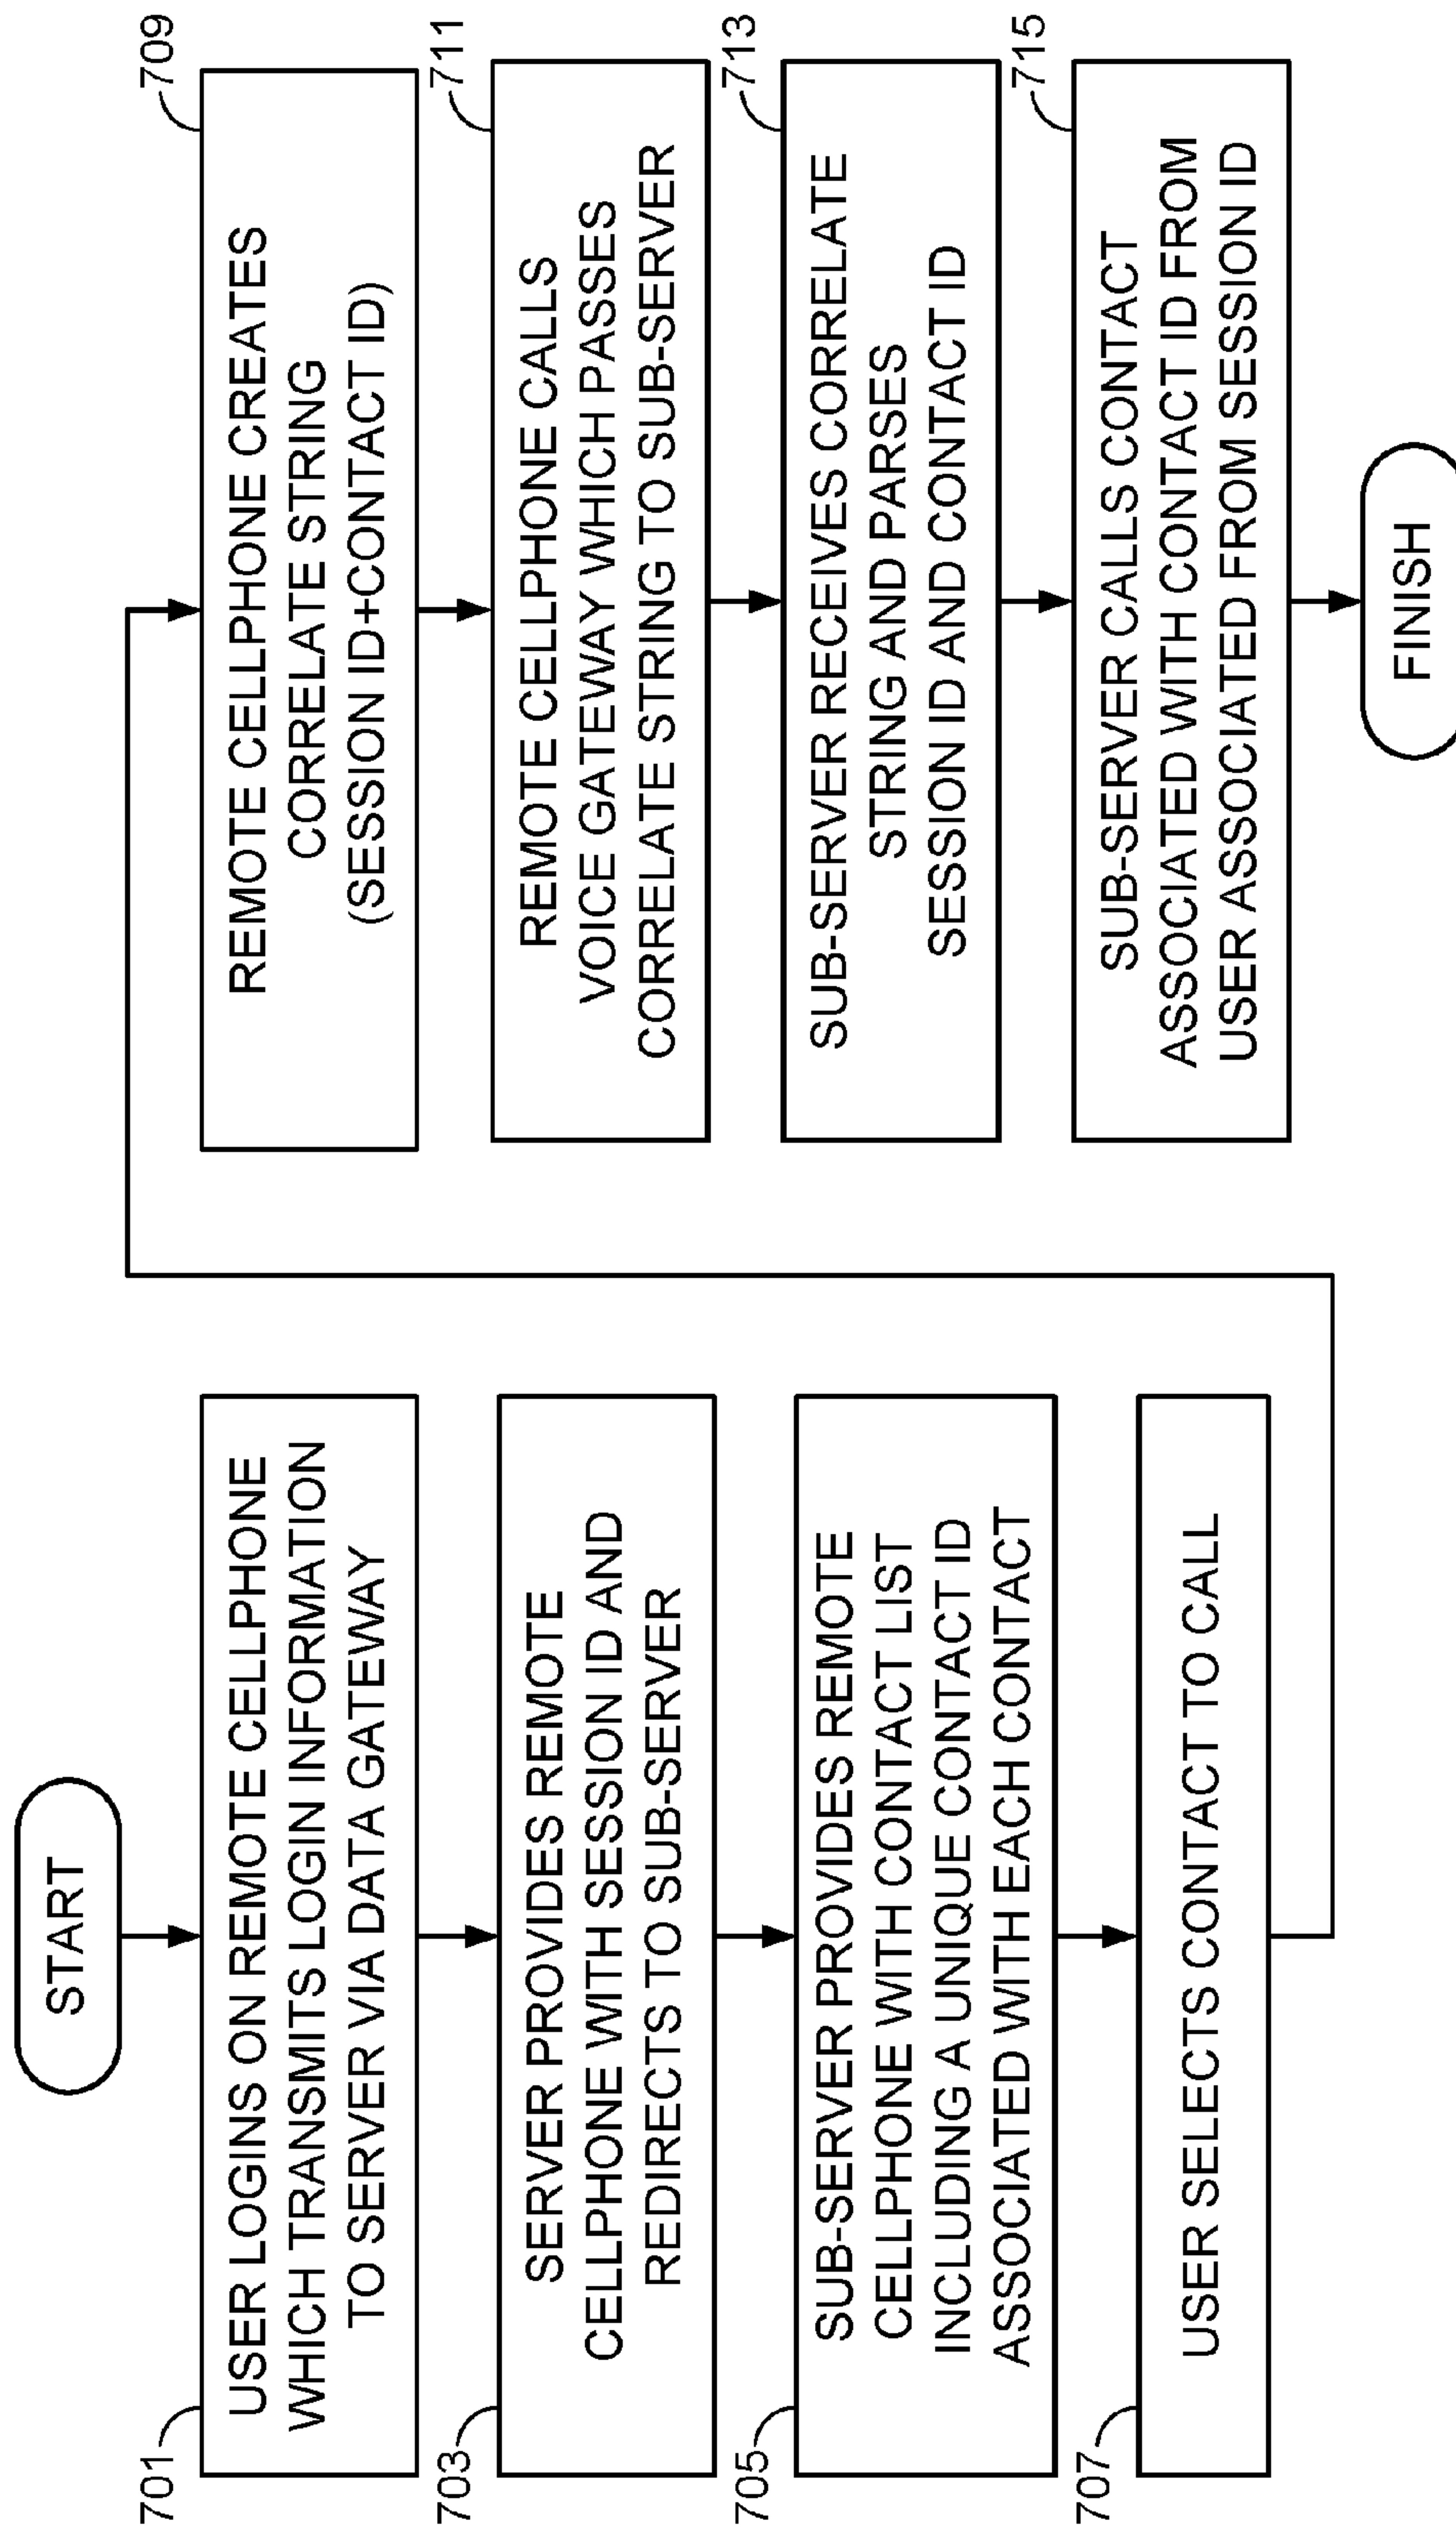 START
701
USER LOGINS ON REMOTE CELLPHONE
WHICH TRANSMITS LOGIN INFORMATION
TO SERVER VIA DATA GATEWAY
703
SERVER PROVIDES REMOTE
CELLPHONE WITH SESSION ID AND
REDIRECTS TO SUB-SERVER
705
SUB-SERVER PROVIDES REMOTE
CELLPHONE WITH CONTACT LIST
INCLUDING A UNIQUE CONTACT ID
ASSOCIATED WITH EACH CONTACT
707
USER SELECTS CONTACT TO CALL
709
REMOTE CELLPHONE CREATES
CORRELATE STRING
(SESSION ID+CONTACT ID)
711
REMOTE CELLPHONE CALLS
VOICE GATEWAY WHICH PASSES
CORRELATE STRING TO SUB-SERVER
713
SUB-SERVER RECEIVES CORRELATE
STRING AND PARSES
SESSION ID AND CONTACT ID
715
SUB-SERVER CALLS CONTACT
ASSOCIATED WITH CONTACT ID FROM
USER ASSOCIATED FROM SESSION ID
FINISH